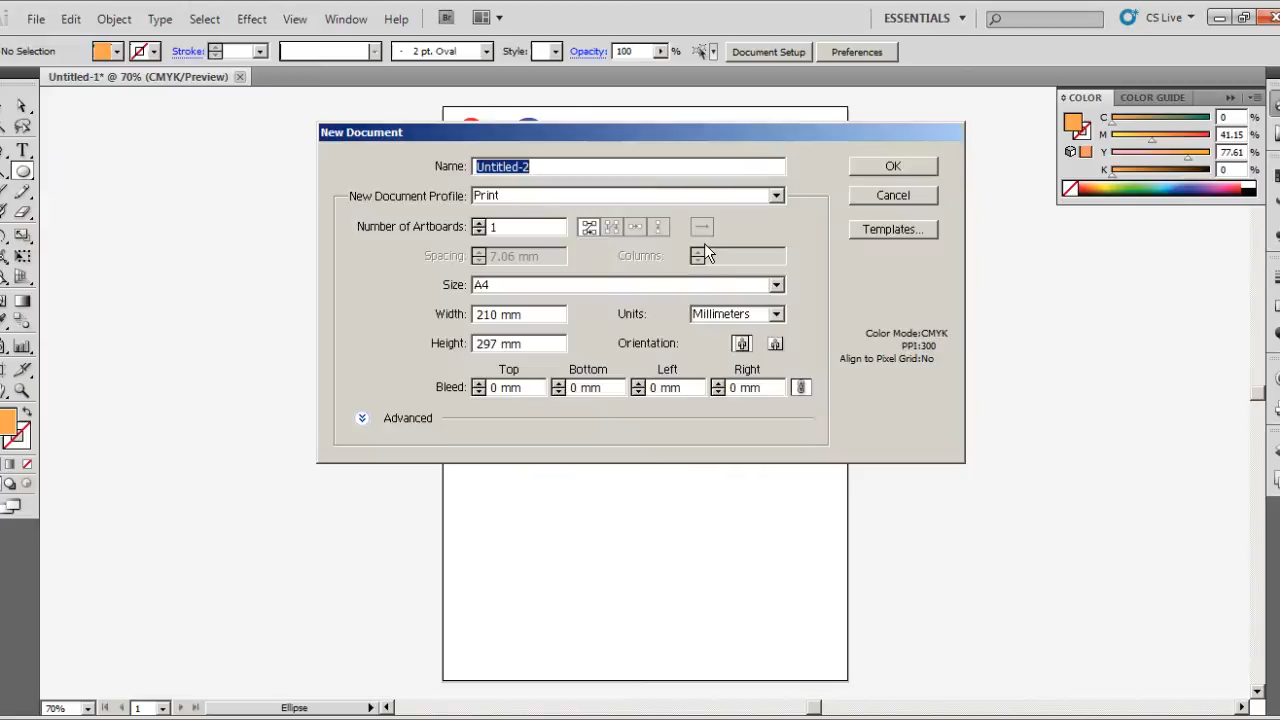 File Edit Object Type Select Effect View Window Help Br ESSENTIALS CS Live
No Selection Stroke: 2 pt. Oval Style: Opacity: 100 % Document Setup Preferences
Untitled-1* @ 70% (CMYK/Preview)
COLOR COLOR GUIDE
C 0 %
M 41.15 %
Y 77.61 %
K 0 %
New Document
Name: Untitled-2 OK
New Document Profile: Print Cancel
Number of Artboards: 1 Templates...
Spacing: 7.06 mm Columns:
Size: A4
Width: 210 mm Units: Millimeters
Height: 297 mm Orientation:
Color Mode:CMYK
PPI:300
Align to Pixel Grid:No
Top Bottom Left Right
Bleed: 0 mm 0 mm 0 mm 0 mm
Advanced
70% 1 Ellipse